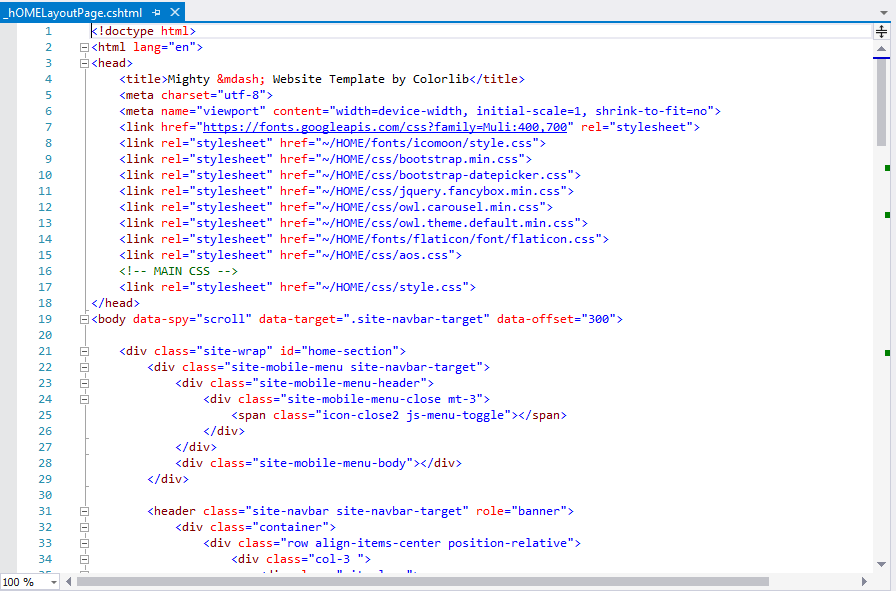 _hOMELayoutPage.cshtml
1 <!doctype html>
2 <html lang="en">
3 <head>
4 <title>Mighty &mdash; Website Template by Colorlib</title>
5 <meta charset="utf-8">
6 <meta name="viewport" content="width=device-width, initial-scale=1, shrink-to-fit=no">
7 <link href="https://fonts.googleapis.com/css?family=Muli:400,700" rel="stylesheet">
8 <link rel="stylesheet" href="~/HOME/fonts/icomoon/style.css">
9 <link rel="stylesheet" href="~/HOME/css/bootstrap.min.css">
10 <link rel="stylesheet" href="~/HOME/css/bootstrap-datepicker.css">
11 <link rel="stylesheet" href="~/HOME/css/jquery.fancybox.min.css">
12 <link rel="stylesheet" href="~/HOME/css/owl.carousel.min.css">
13 <link rel="stylesheet" href="~/HOME/css/owl.theme.default.min.css">
14 <link rel="stylesheet" href="~/HOME/fonts/flaticon/font/flaticon.css">
15 <link rel="stylesheet" href="~/HOME/css/aos.css">
16 <!-- MAIN CSS -->
17 <link rel="stylesheet" href="~/HOME/css/style.css">
18 </head>
19 <body data-spy="scroll" data-target=".site-navbar-target" data-offset="300">
20
21 <div class="site-wrap" id="home-section">
22 <div class="site-mobile-menu site-navbar-target">
23 <div class="site-mobile-menu-header">
24 <div class="site-mobile-menu-close mt-3">
25 <span class="icon-close2 js-menu-toggle"></span>
26 </div>
27 </div>
28 <div class="site-mobile-menu-body"></div>
29 </div>
30
31 <header class="site-navbar site-navbar-target" role="banner">
32 <div class="container">
33 <div class="row align-items-center position-relative">
34 <div class="col-3 ">
100 %